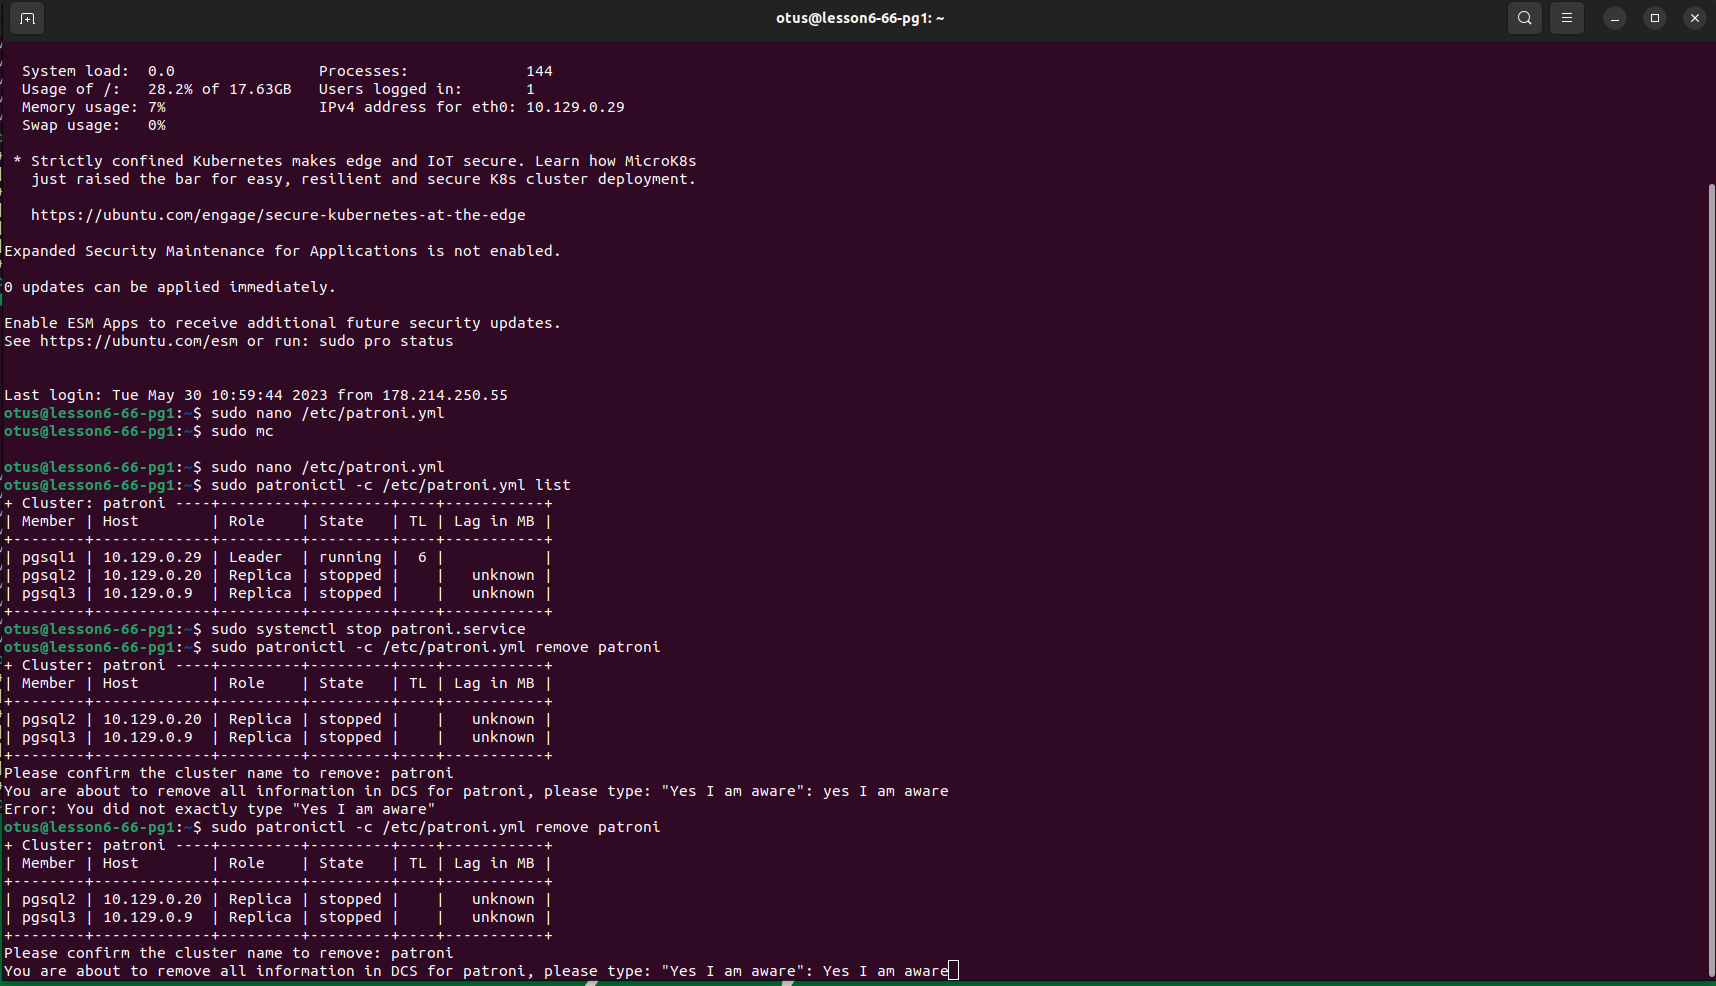 otus@lesson6-66-pg1: ~
System load:  0.0                Processes:             144
Usage of /:   28.2% of 17.63GB   Users logged in:       1
Memory usage: 7%                 IPv4 address for eth0: 10.129.0.29
Swap usage:   0%
* Strictly confined Kubernetes makes edge and IoT secure. Learn how MicroK8s
just raised the bar for easy, resilient and secure K8s cluster deployment.
https://ubuntu.com/engage/secure-kubernetes-at-the-edge
Expanded Security Maintenance for Applications is not enabled.
0 updates can be applied immediately.
Enable ESM Apps to receive additional future security updates.
See https://ubuntu.com/esm or run: sudo pro status
Last login: Tue May 30 10:59:44 2023 from 178.214.250.55
otus@lesson6-66-pg1:~$ sudo nano /etc/patroni.yml
otus@lesson6-66-pg1:~$ sudo mc
otus@lesson6-66-pg1:~$ sudo nano /etc/patroni.yml
otus@lesson6-66-pg1:~$ sudo patronictl -c /etc/patroni.yml list
+ Cluster: patroni ----+---------+---------+----+-----------+
| Member | Host        | Role    | State   | TL | Lag in MB |
+--------+-------------+---------+---------+----+-----------+
| pgsql1 | 10.129.0.29 | Leader  | running |  6 |           |
| pgsql2 | 10.129.0.20 | Replica | stopped |    |   unknown |
| pgsql3 | 10.129.0.9  | Replica | stopped |    |   unknown |
+--------+-------------+---------+---------+----+-----------+
otus@lesson6-66-pg1:~$ sudo systemctl stop patroni.service
otus@lesson6-66-pg1:~$ sudo patronictl -c /etc/patroni.yml remove patroni
+ Cluster: patroni ----+---------+---------+----+-----------+
| Member | Host        | Role    | State   | TL | Lag in MB |
+--------+-------------+---------+---------+----+-----------+
| pgsql2 | 10.129.0.20 | Replica | stopped |    |   unknown |
| pgsql3 | 10.129.0.9  | Replica | stopped |    |   unknown |
+--------+-------------+---------+---------+----+-----------+
Please confirm the cluster name to remove: patroni
You are about to remove all information in DCS for patroni, please type: "Yes I am aware": yes I am aware
Error: You did not exactly type "Yes I am aware"
otus@lesson6-66-pg1:~$ sudo patronictl -c /etc/patroni.yml remove patroni
+ Cluster: patroni ----+---------+---------+----+-----------+
| Member | Host        | Role    | State   | TL | Lag in MB |
+--------+-------------+---------+---------+----+-----------+
| pgsql2 | 10.129.0.20 | Replica | stopped |    |   unknown |
| pgsql3 | 10.129.0.9  | Replica | stopped |    |   unknown |
+--------+-------------+---------+---------+----+-----------+
Please confirm the cluster name to remove: patroni
You are about to remove all information in DCS for patroni, please type: "Yes I am aware": Yes I am aware